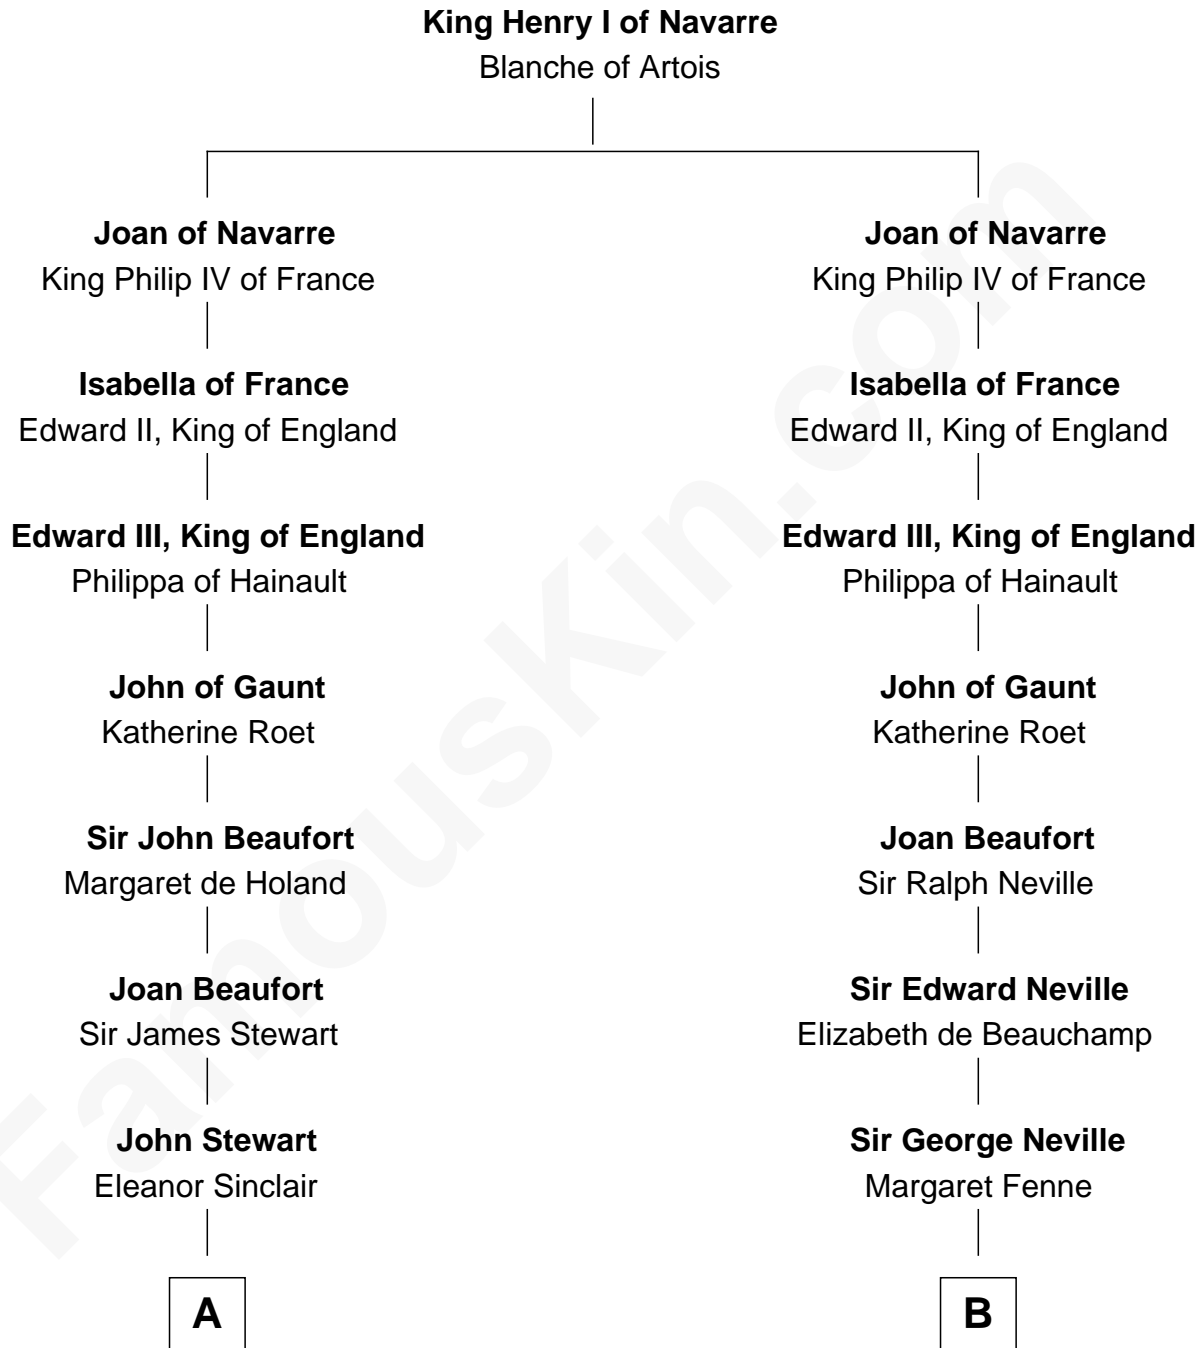 King Henry I of Navarre
Blanche of Artois
Joan of Navarre
King Philip IV of France
Joan of Navarre
King Philip IV of France
Isabella of France
Edward II, King of England
Isabella of France
Edward II, King of England
Edward III, King of England
Philippa of Hainault
Edward III, King of England
Philippa of Hainault
John of Gaunt
Katherine Roet
John of Gaunt
Katherine Roet
Sir John Beaufort
Margaret de Holand
Joan Beaufort
Sir Ralph Neville
Joan Beaufort
Sir James Stewart
Sir Edward Neville
Elizabeth de Beauchamp
John Stewart
Eleanor Sinclair
Sir George Neville
Margaret Fenne
A
B
FamousKin.com